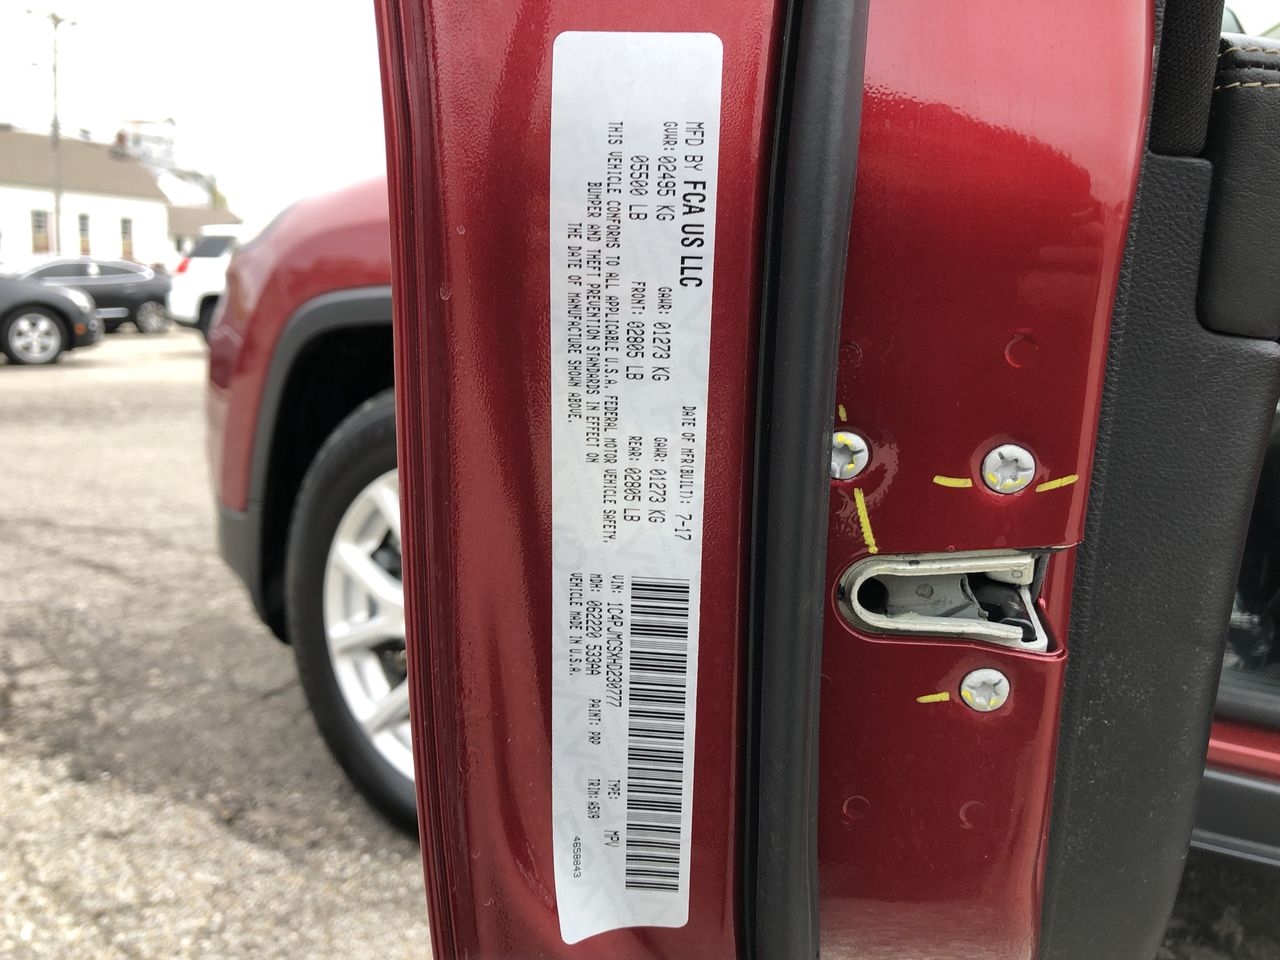 MFD BY FCA US LLC
DATE OF MFR(BUILT): 7-17
GVWR: 02495 KG GAWR: 01273 KG GAWR: 01273 KG
05500 LB FRONT: 02805 LB REAR: 02805 LB
THIS VEHICLE CONFORMS TO ALL APPLICABLE U.S.A. FEDERAL MOTOR VEHICLE SAFETY,
BUMPER AND THEFT PREVENTION STANDARDS IN EFFECT ON
THE DATE OF MANUFACTURE SHOWN ABOVE.
VIN: 1C4PJMCSXHD230777 TYPE: MPV
MDH: 062220 533AA PAINT: PRP TRIM: A5X9
VEHICLE MADE IN U.S.A. 4658843